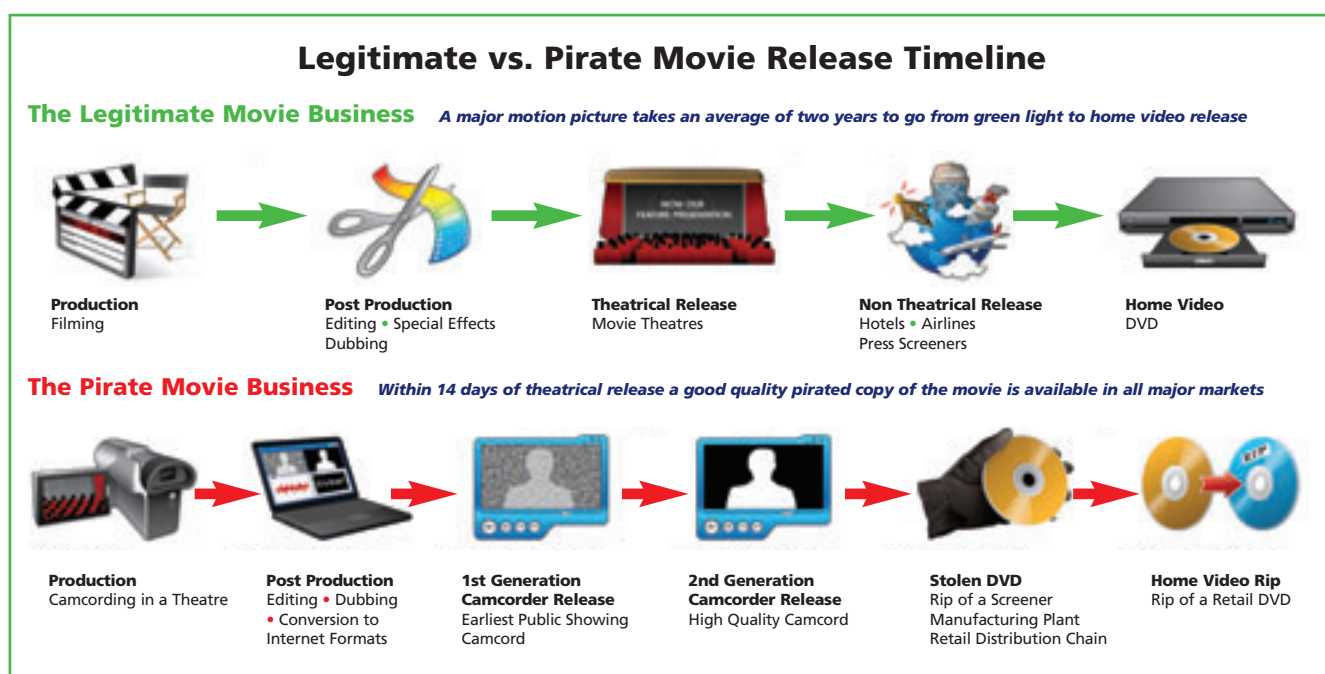 Legitimate vs. Pirate Movie Release Timeline
The Legitimate Movie Business A major motion picture takes an average of two years to go from green light to home video release
NOW OUR
FEATURE PRESENTATION
Production
Filming
Post Production
Editing • Special Effects
Dubbing
Theatrical Release
Movie Theatres
Non Theatrical Release
Hotels • Airlines
Press Screeners
Home Video
DVD
The Pirate Movie Business Within 14 days of theatrical release a good quality pirated copy of the movie is available in all major markets
RIP
Production
Camcording in a Theatre
Post Production
Editing • Dubbing
• Conversion to
Internet Formats
1st Generation
Camcorder Release
Earliest Public Showing
Camcord
2nd Generation
Camcorder Release
High Quality Camcord
Stolen DVD
Rip of a Screener
Manufacturing Plant
Retail Distribution Chain
Home Video Rip
Rip of a Retail DVD